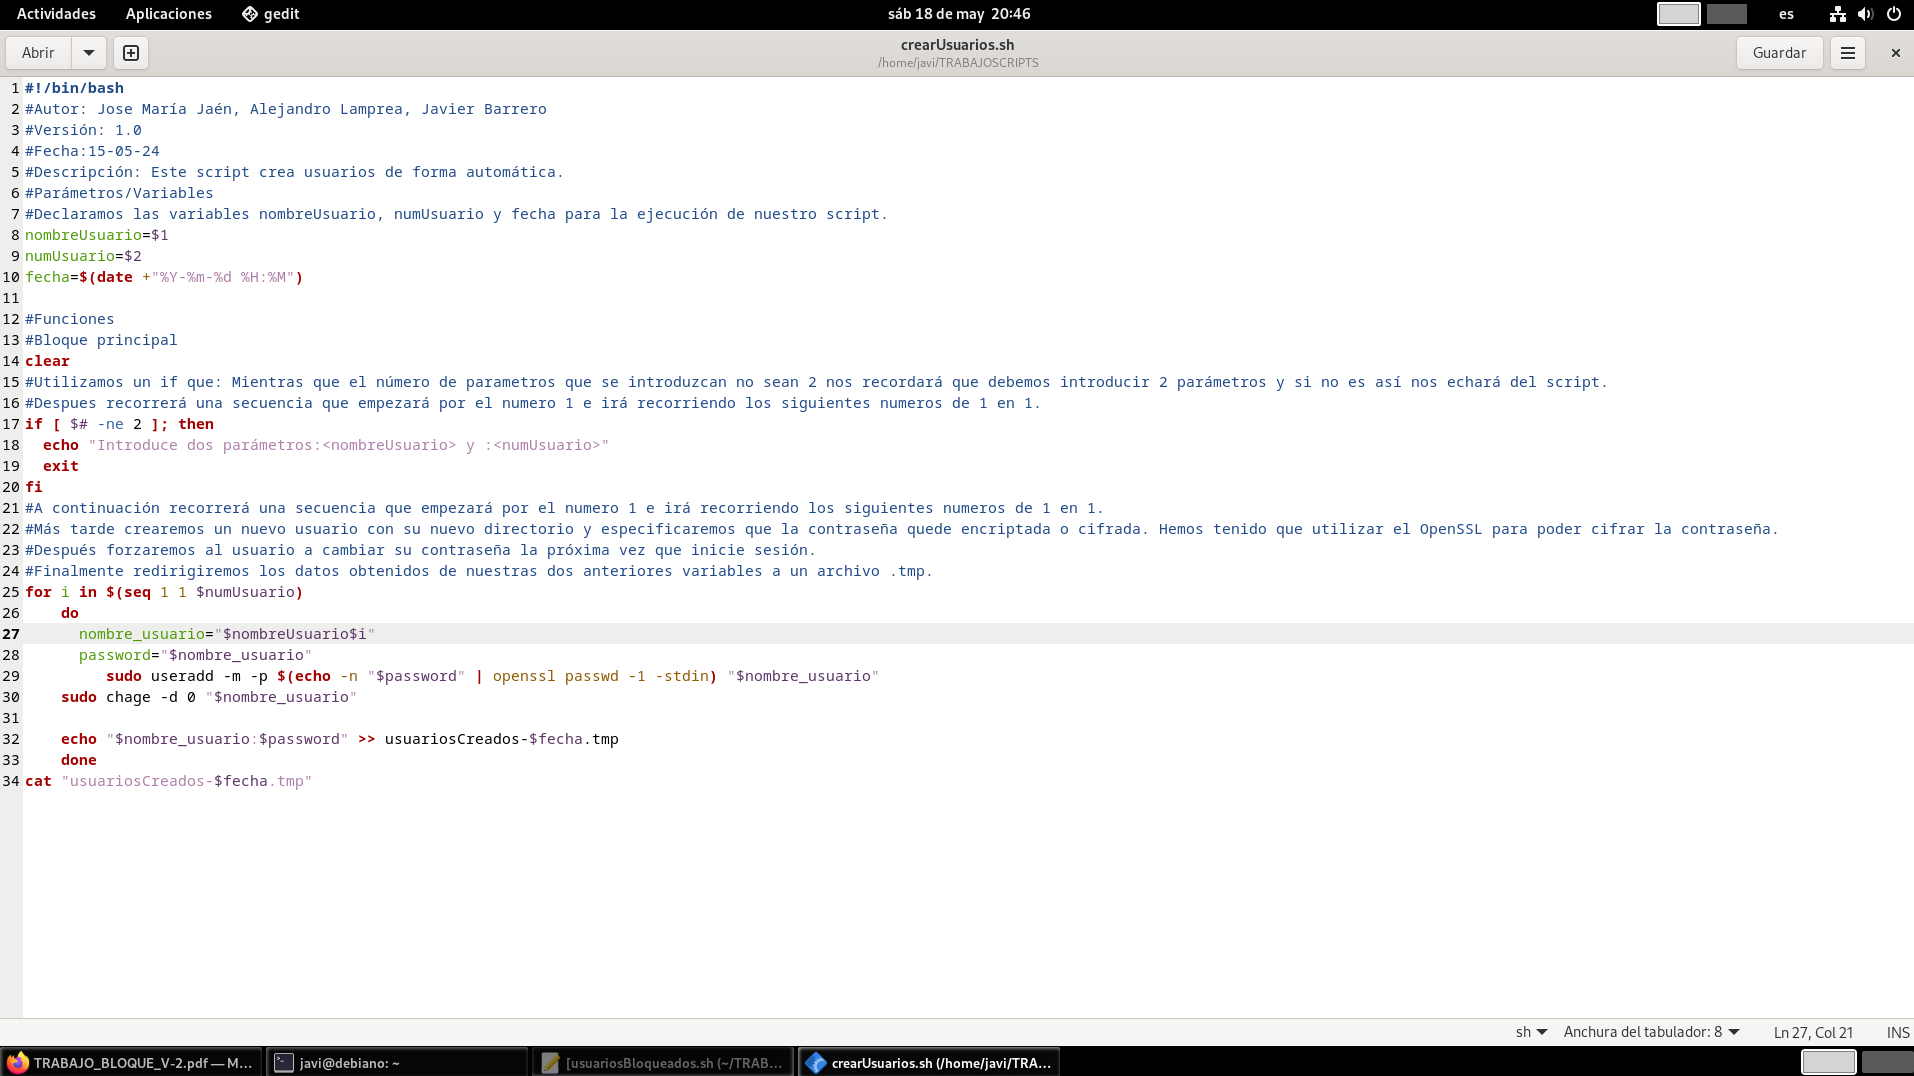 Actividades Aplicaciones gedit sáb 18 de may 20:46 es
Abrir crearUsuarios.sh Guardar
/home/javi/TRABAJOSCRIPTS
1 #!/bin/bash
2 #Autor: Jose María Jaén, Alejandro Lamprea, Javier Barrero
3 #Versión: 1.0
4 #Fecha:15-05-24
5 #Descripción: Este script crea usuarios de forma automática.
6 #Parámetros/Variables
7 #Declaramos las variables nombreUsuario, numUsuario y fecha para la ejecución de nuestro script.
8 nombreUsuario=$1
9 numUsuario=$2
10 fecha=$(date +"%Y-%m-%d %H:%M")
11
12 #Funciones
13 #Bloque principal
14 clear
15 #Utilizamos un if que: Mientras que el número de parametros que se introduzcan no sean 2 nos recordará que debemos introducir 2 parámetros y si no es así nos echará del script.
16 #Despues recorrerá una secuencia que empezará por el numero 1 e irá recorriendo los siguientes numeros de 1 en 1.
17 if [ $# -ne 2 ]; then
18   echo "Introduce dos parámetros:<nombreUsuario> y :<numUsuario>"
19   exit
20 fi
21 #A continuación recorrerá una secuencia que empezará por el numero 1 e irá recorriendo los siguientes numeros de 1 en 1.
22 #Más tarde crearemos un nuevo usuario con su nuevo directorio y especificaremos que la contraseña quede encriptada o cifrada. Hemos tenido que utilizar el OpenSSL para poder cifrar la contraseña.
23 #Después forzaremos al usuario a cambiar su contraseña la próxima vez que inicie sesión.
24 #Finalmente redirigiremos los datos obtenidos de nuestras dos anteriores variables a un archivo .tmp.
25 for i in $(seq 1 1 $numUsuario)
26     do
27       nombre_usuario="$nombreUsuario$i"
28       password="$nombre_usuario"
29          sudo useradd -m -p $(echo -n "$password" | openssl passwd -1 -stdin) "$nombre_usuario"
30     sudo chage -d 0 "$nombre_usuario"
31
32     echo "$nombre_usuario:$password" >> usuariosCreados-$fecha.tmp
33     done
34 cat "usuariosCreados-$fecha.tmp"
sh Anchura del tabulador: 8 Ln 27, Col 21 INS
TRABAJO_BLOQUE_V-2.pdf — M... javi@debiano: ~ [usuariosBloqueados.sh (~/TRAB... crearUsuarios.sh (/home/javi/TRA...